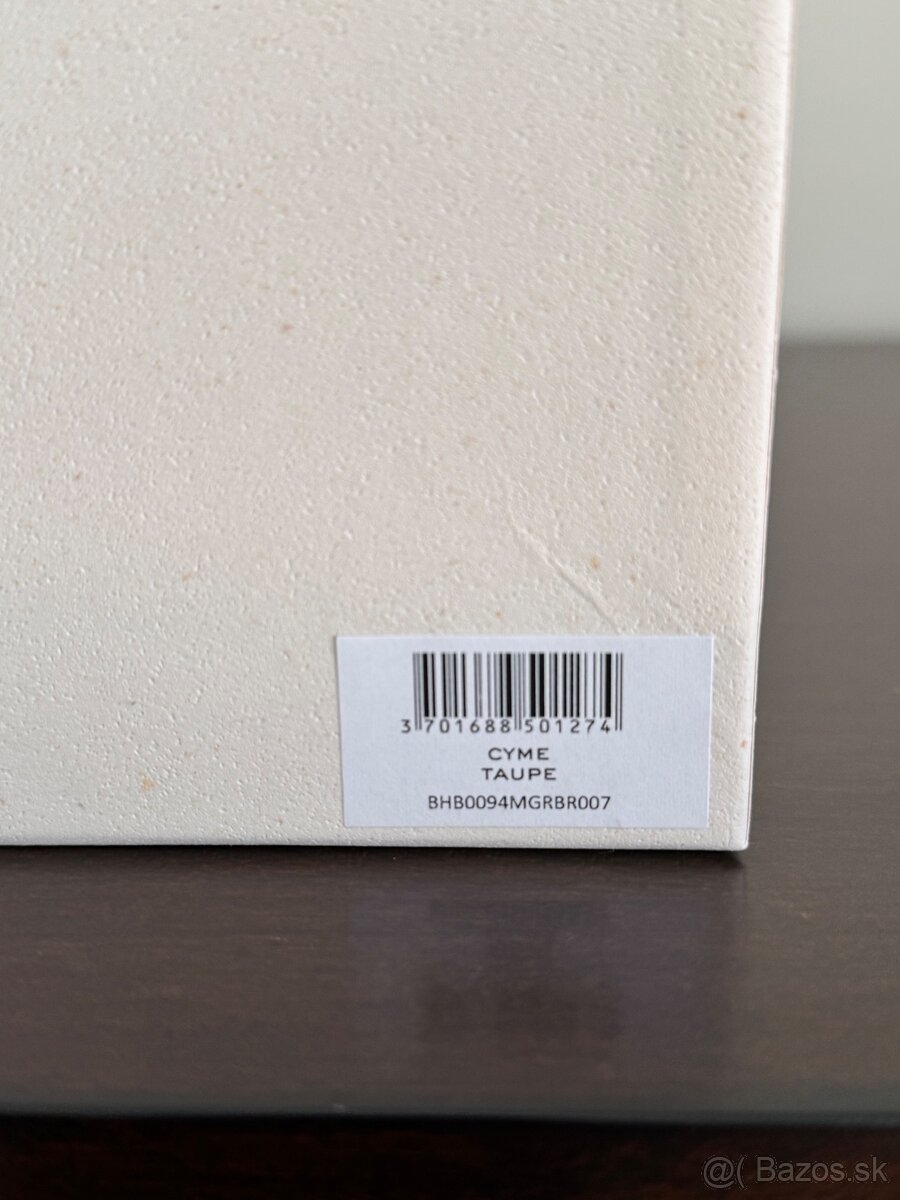 3 701688 501274
CYME
TAUPE
BHB0094MGRBR007
@( Bazos.sk